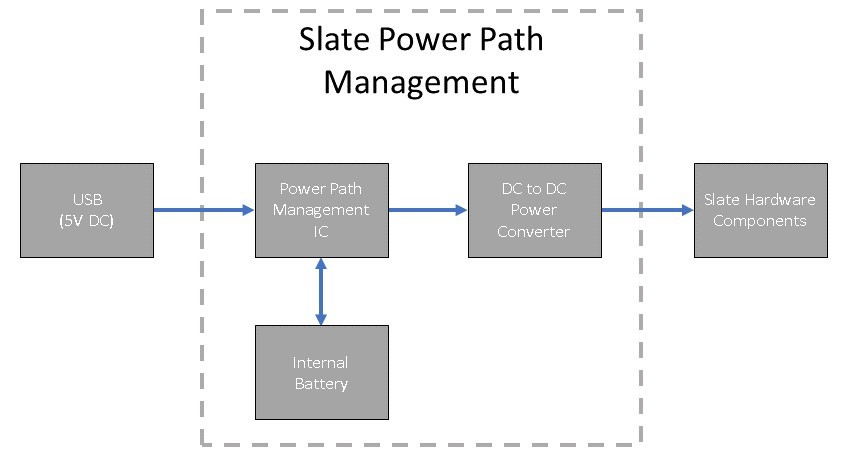 Slate Power Path
Management
USB
(5V DC)
Power Path
Management
IC
DC to DC
Power
Converter
Slate Hardware
Components
Internal
Battery